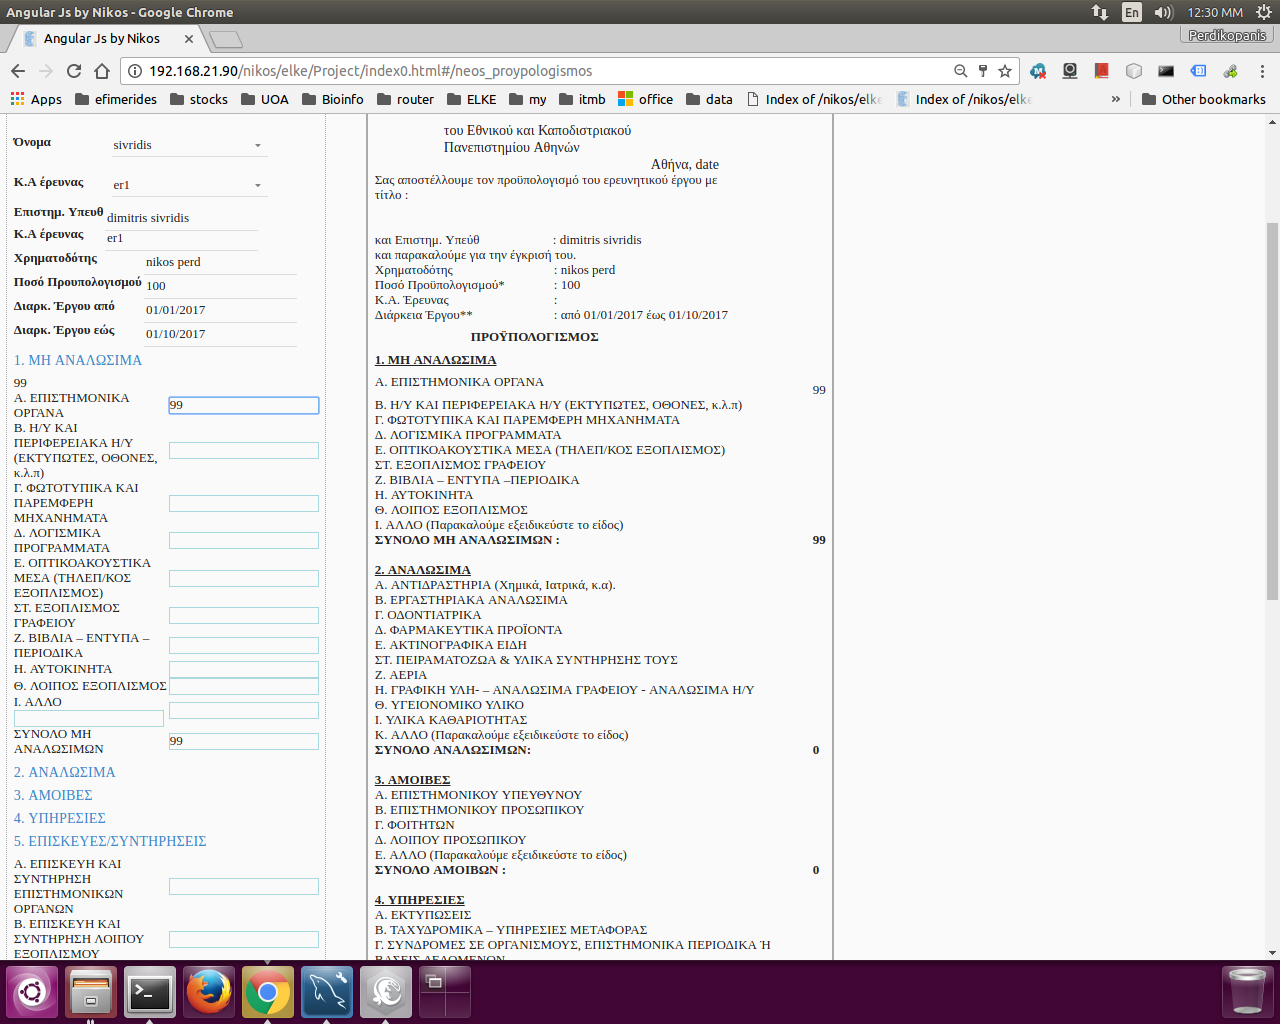 Angular Js by Nikos - Google Chrome
En
12:30 MM
Angular Js by Nikos
Perdikopanis
192.168.21.90/nikos/elke/Project/index0.html#/neos_proypologismos
Apps
efimerides
stocks
UOA
Bioinfo
router
ELKE
my
itmb
office
data
Index of /nikos/elke
Index of /nikos/elke
»
Other bookmarks
Όνομα
sivridis
Κ.Α έρευνας
er1
Επιστημ. Υπευθ
dimitris sivridis
Κ.Α έρευνας
er1
Χρηματοδότης
nikos perd
Ποσό Προυπολογισμού
100
Διαρκ. Έργου από
01/01/2017
Διαρκ. Έργου εώς
01/10/2017
1. ΜΗ ΑΝΑΛΩΣΙΜΑ
99
Α. ΕΠΙΣΤΗΜΟΝΙΚΑ
ΟΡΓΑΝΑ
99
Β. Η/Υ ΚΑΙ
ΠΕΡΙΦΕΡΕΙΑΚΑ Η/Υ
(ΕΚΤΥΠΩΤΕΣ, ΟΘΟΝΕΣ,
κ.λ.π)
Γ. ΦΩΤΟΤΥΠΙΚΑ ΚΑΙ
ΠΑΡΕΜΦΕΡΗ
ΜΗΧΑΝΗΜΑΤΑ
Δ. ΛΟΓΙΣΜΙΚΑ
ΠΡΟΓΡΑΜΜΑΤΑ
Ε. ΟΠΤΙΚΟΑΚΟΥΣΤΙΚΑ
ΜΕΣΑ (ΤΗΛΕΠ/ΚΟΣ
ΕΞΟΠΛΙΣΜΟΣ)
ΣΤ. ΕΞΟΠΛΙΣΜΟΣ
ΓΡΑΦΕΙΟΥ
Ζ. ΒΙΒΛΙΑ – ΕΝΤΥΠΑ –
ΠΕΡΙΟΔΙΚΑ
Η. ΑΥΤΟΚΙΝΗΤΑ
Θ. ΛΟΙΠΟΣ ΕΞΟΠΛΙΣΜΟΣ
Ι. ΑΛΛΟ
ΣΥΝΟΛΟ ΜΗ
ΑΝΑΛΩΣΙΜΩΝ
99
2. ΑΝΑΛΩΣΙΜΑ
3. ΑΜΟΙΒΕΣ
4. ΥΠΗΡΕΣΙΕΣ
5. ΕΠΙΣΚΕΥΕΣ/ΣΥΝΤΗΡΗΣΕΙΣ
Α. ΕΠΙΣΚΕΥΗ ΚΑΙ
ΣΥΝΤΗΡΗΣΗ
ΕΠΙΣΤΗΜΟΝΙΚΩΝ
ΟΡΓΑΝΩΝ
Β. ΕΠΙΣΚΕΥΗ ΚΑΙ
ΣΥΝΤΗΡΗΣΗ ΛΟΙΠΟΥ
ΕΞΟΠΛΙΣΜΟΥ
του Εθνικού και Καποδιστριακού
Πανεπιστημίου Αθηνών
Αθήνα, date
Σας αποστέλλουμε τον προϋπολογισμό του ερευνητικού έργου με
τίτλο :
και Επιστημ. Υπεύθ : dimitris sivridis
και παρακαλούμε για την έγκρισή του.
Χρηματοδότης : nikos perd
Ποσό Προϋπολογισμού* : 100
Κ.Α. Έρευνας :
Διάρκεια Έργου** : από 01/01/2017 έως 01/10/2017
ΠΡΟΫΠΟΛΟΓΙΣΜΟΣ
1. ΜΗ ΑΝΑΛΩΣΙΜΑ
Α. ΕΠΙΣΤΗΜΟΝΙΚΑ ΟΡΓΑΝΑ
99
Β. Η/Υ ΚΑΙ ΠΕΡΙΦΕΡΕΙΑΚΑ Η/Υ (ΕΚΤΥΠΩΤΕΣ, ΟΘΟΝΕΣ, κ.λ.π)
Γ. ΦΩΤΟΤΥΠΙΚΑ ΚΑΙ ΠΑΡΕΜΦΕΡΗ ΜΗΧΑΝΗΜΑΤΑ
Δ. ΛΟΓΙΣΜΙΚΑ ΠΡΟΓΡΑΜΜΑΤΑ
Ε. ΟΠΤΙΚΟΑΚΟΥΣΤΙΚΑ ΜΕΣΑ (ΤΗΛΕΠ/ΚΟΣ ΕΞΟΠΛΙΣΜΟΣ)
ΣΤ. ΕΞΟΠΛΙΣΜΟΣ ΓΡΑΦΕΙΟΥ
Ζ. ΒΙΒΛΙΑ – ΕΝΤΥΠΑ –ΠΕΡΙΟΔΙΚΑ
Η. ΑΥΤΟΚΙΝΗΤΑ
Θ. ΛΟΙΠΟΣ ΕΞΟΠΛΙΣΜΟΣ
Ι. ΑΛΛΟ (Παρακαλούμε εξειδικεύστε το είδος)
ΣΥΝΟΛΟ ΜΗ ΑΝΑΛΩΣΙΜΩΝ : 99
2. ΑΝΑΛΩΣΙΜΑ
Α. ΑΝΤΙΔΡΑΣΤΗΡΙΑ (Χημικά, Ιατρικά, κ.α).
Β. ΕΡΓΑΣΤΗΡΙΑΚΑ ΑΝΑΛΩΣΙΜΑ
Γ. ΟΔΟΝΤΙΑΤΡΙΚΑ
Δ. ΦΑΡΜΑΚΕΥΤΙΚΑ ΠΡΟΪΟΝΤΑ
Ε. ΑΚΤΙΝΟΓΡΑΦΙΚΑ ΕΙΔΗ
ΣΤ. ΠΕΙΡΑΜΑΤΟΖΩΑ & ΥΛΙΚΑ ΣΥΝΤΗΡΗΣΗΣ ΤΟΥΣ
Ζ. ΑΕΡΙΑ
Η. ΓΡΑΦΙΚΗ ΥΛΗ- – ΑΝΑΛΩΣΙΜΑ ΓΡΑΦΕΙΟΥ - ΑΝΑΛΩΣΙΜΑ Η/Υ
Θ. ΥΓΕΙΟΝΟΜΙΚΟ ΥΛΙΚΟ
Ι. ΥΛΙΚΑ ΚΑΘΑΡΙΟΤΗΤΑΣ
Κ. ΑΛΛΟ (Παρακαλούμε εξειδικεύστε το είδος)
ΣΥΝΟΛΟ ΑΝΑΛΩΣΙΜΩΝ: 0
3. ΑΜΟΙΒΕΣ
Α. ΕΠΙΣΤΗΜΟΝΙΚΟΥ ΥΠΕΥΘΥΝΟΥ
Β. ΕΠΙΣΤΗΜΟΝΙΚΟΥ ΠΡΟΣΩΠΙΚΟΥ
Γ. ΦΟΙΤΗΤΩΝ
Δ. ΛΟΙΠΟΥ ΠΡΟΣΩΠΙΚΟΥ
Ε. ΑΛΛΟ (Παρακαλούμε εξειδικεύστε το είδος)
ΣΥΝΟΛΟ ΑΜΟΙΒΩΝ : 0
4. ΥΠΗΡΕΣΙΕΣ
Α. ΕΚΤΥΠΩΣΕΙΣ
Β. ΤΑΧΥΔΡΟΜΙΚΑ – ΥΠΗΡΕΣΙΕΣ ΜΕΤΑΦΟΡΑΣ
Γ. ΣΥΝΔΡΟΜΕΣ ΣΕ ΟΡΓΑΝΙΣΜΟΥΣ, ΕΠΙΣΤΗΜΟΝΙΚΑ ΠΕΡΙΟΔΙΚΑ Ή
ΒΑΣΕΙΣ ΔΕΔΟΜΕΝΩΝ